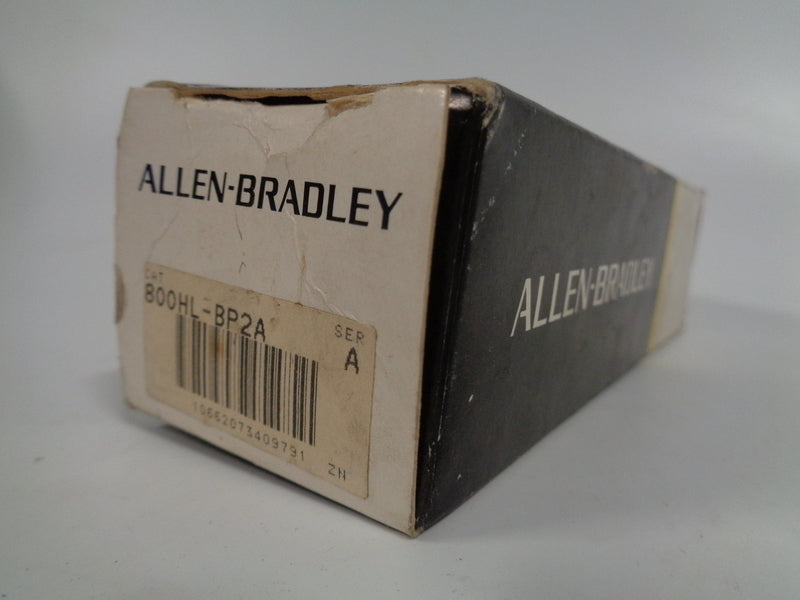 ALLEN-BRADLEY
CAT
800HL-BP2A
SER
A
10662073409791
ZN
ALLEN-BRADLEY